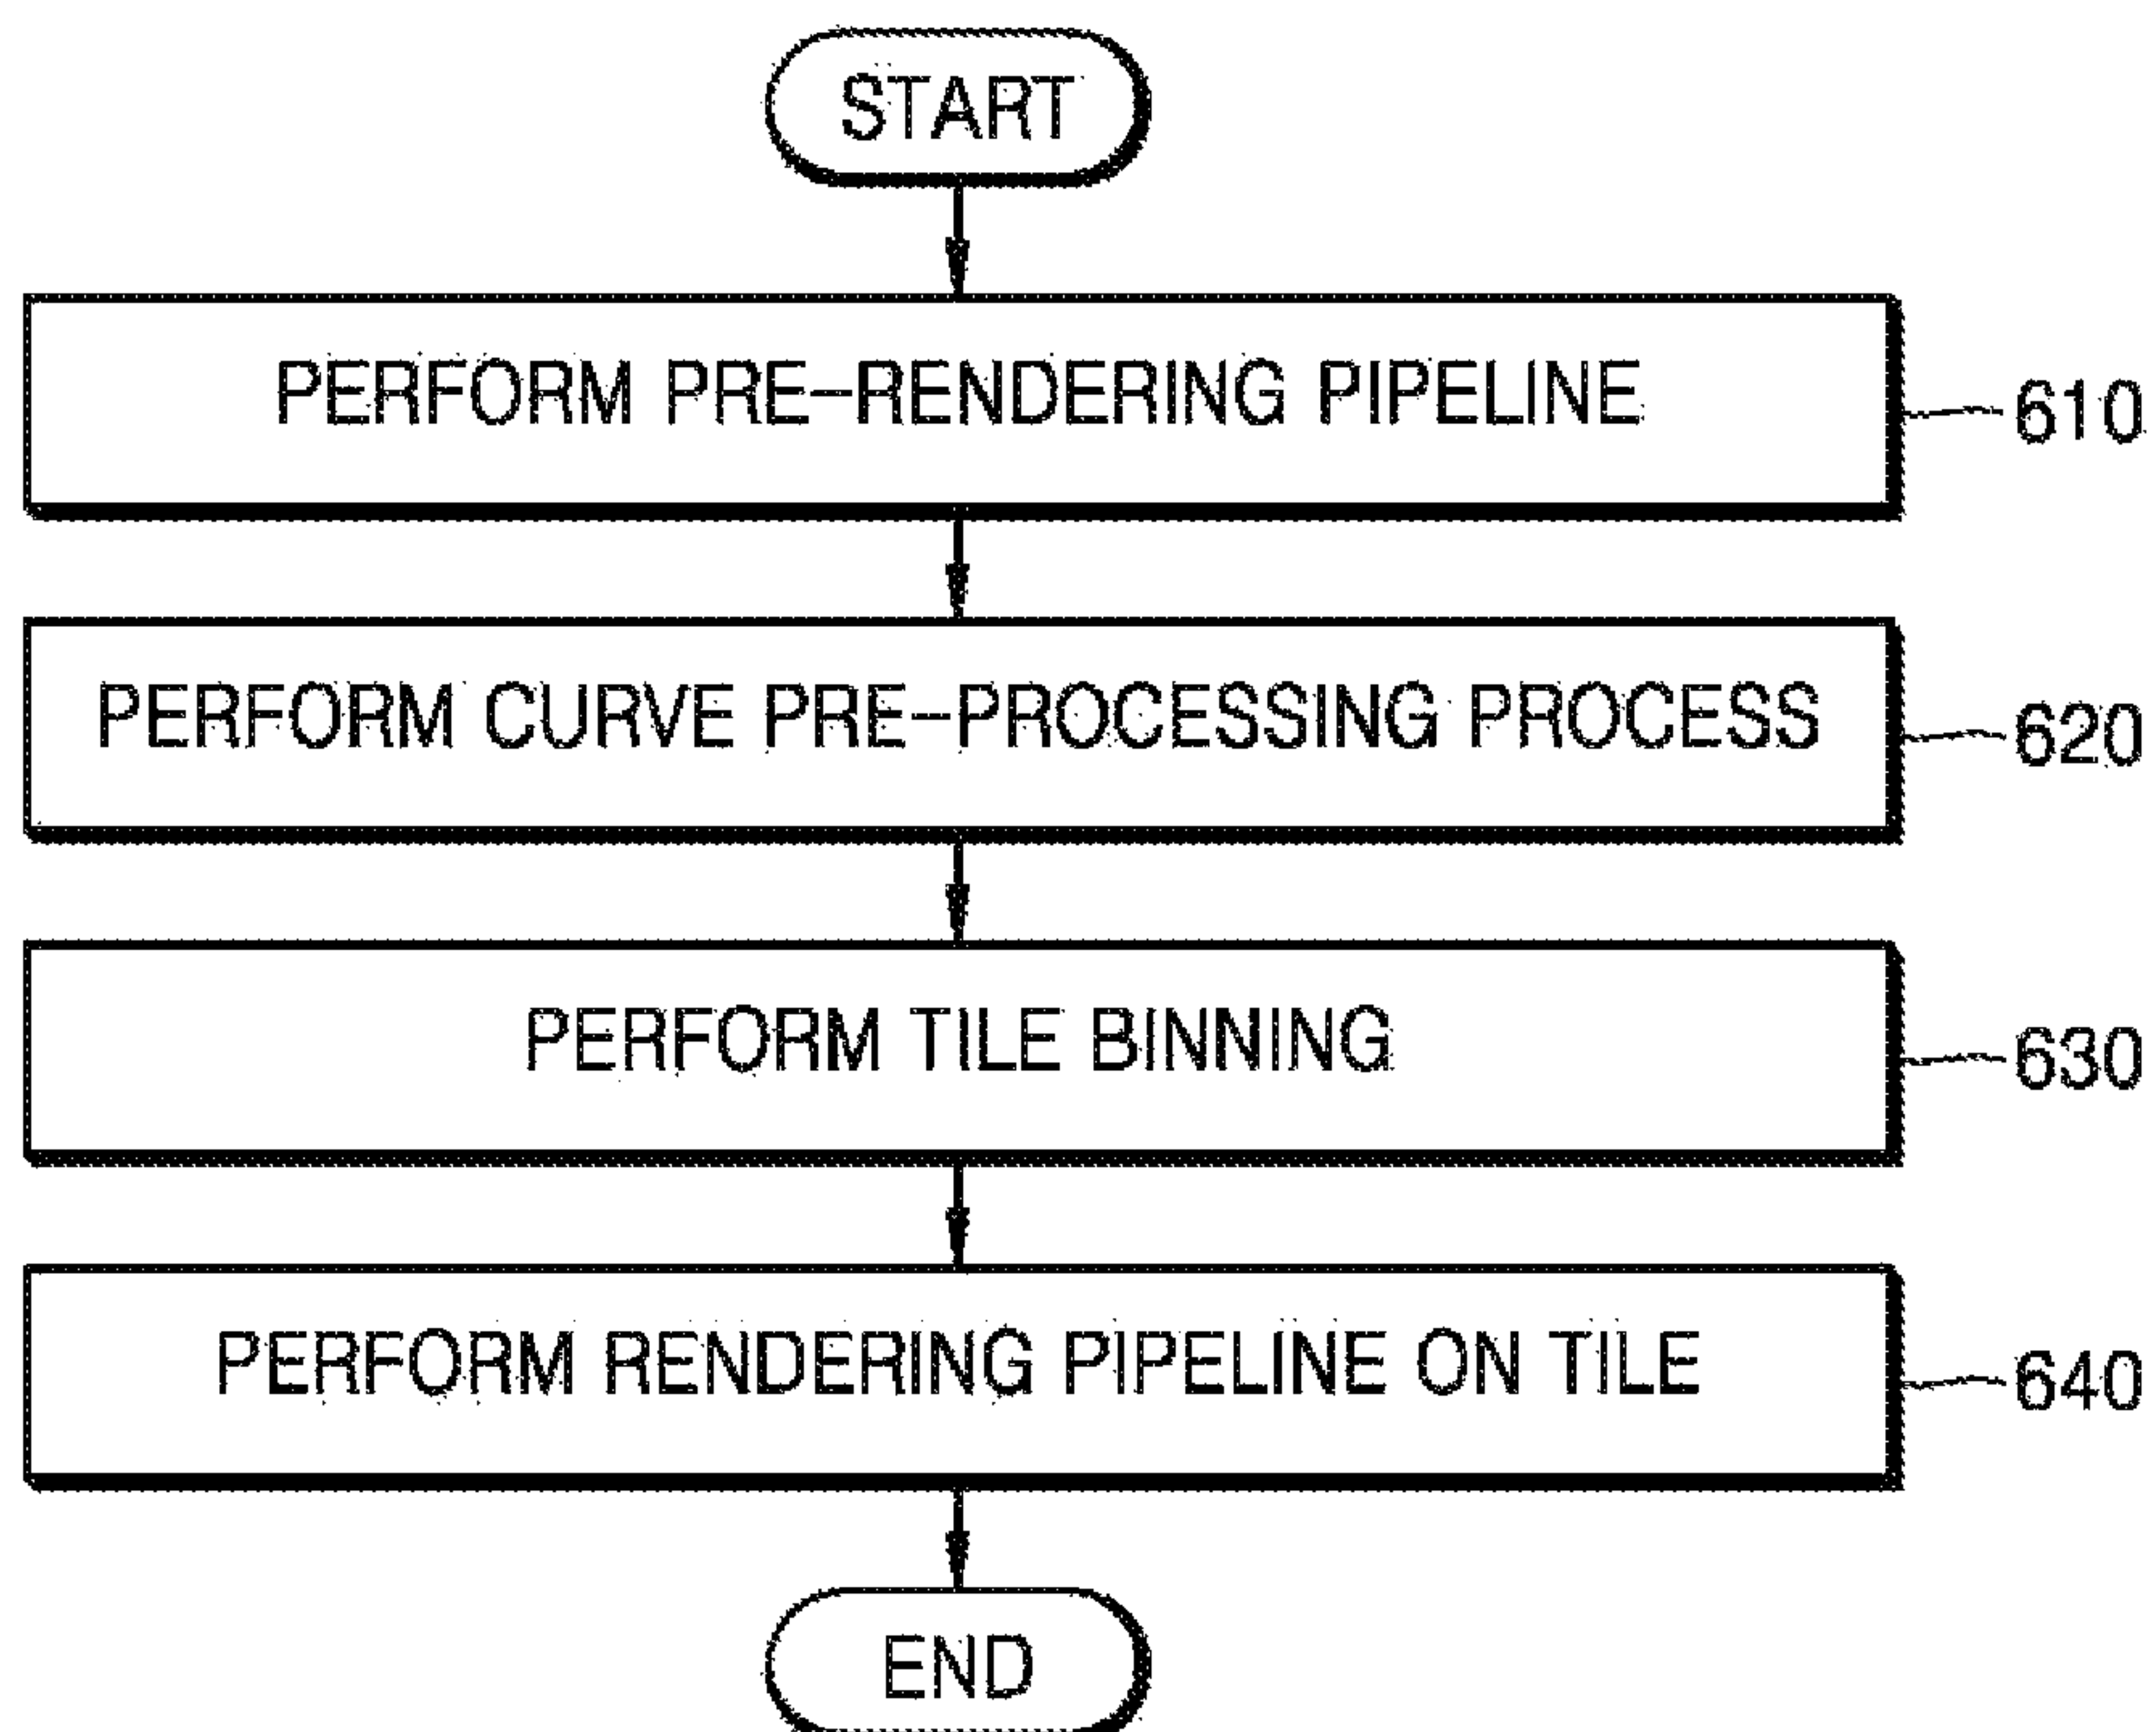 START
PERFORM PRE-RENDERING PIPELINE
610
PERFORM CURVE PRE-PROCESSING PROCESS
620
PERFORM TILE BINNING
630
PERFORM RENDERING PIPELINE ON TILE
640
END